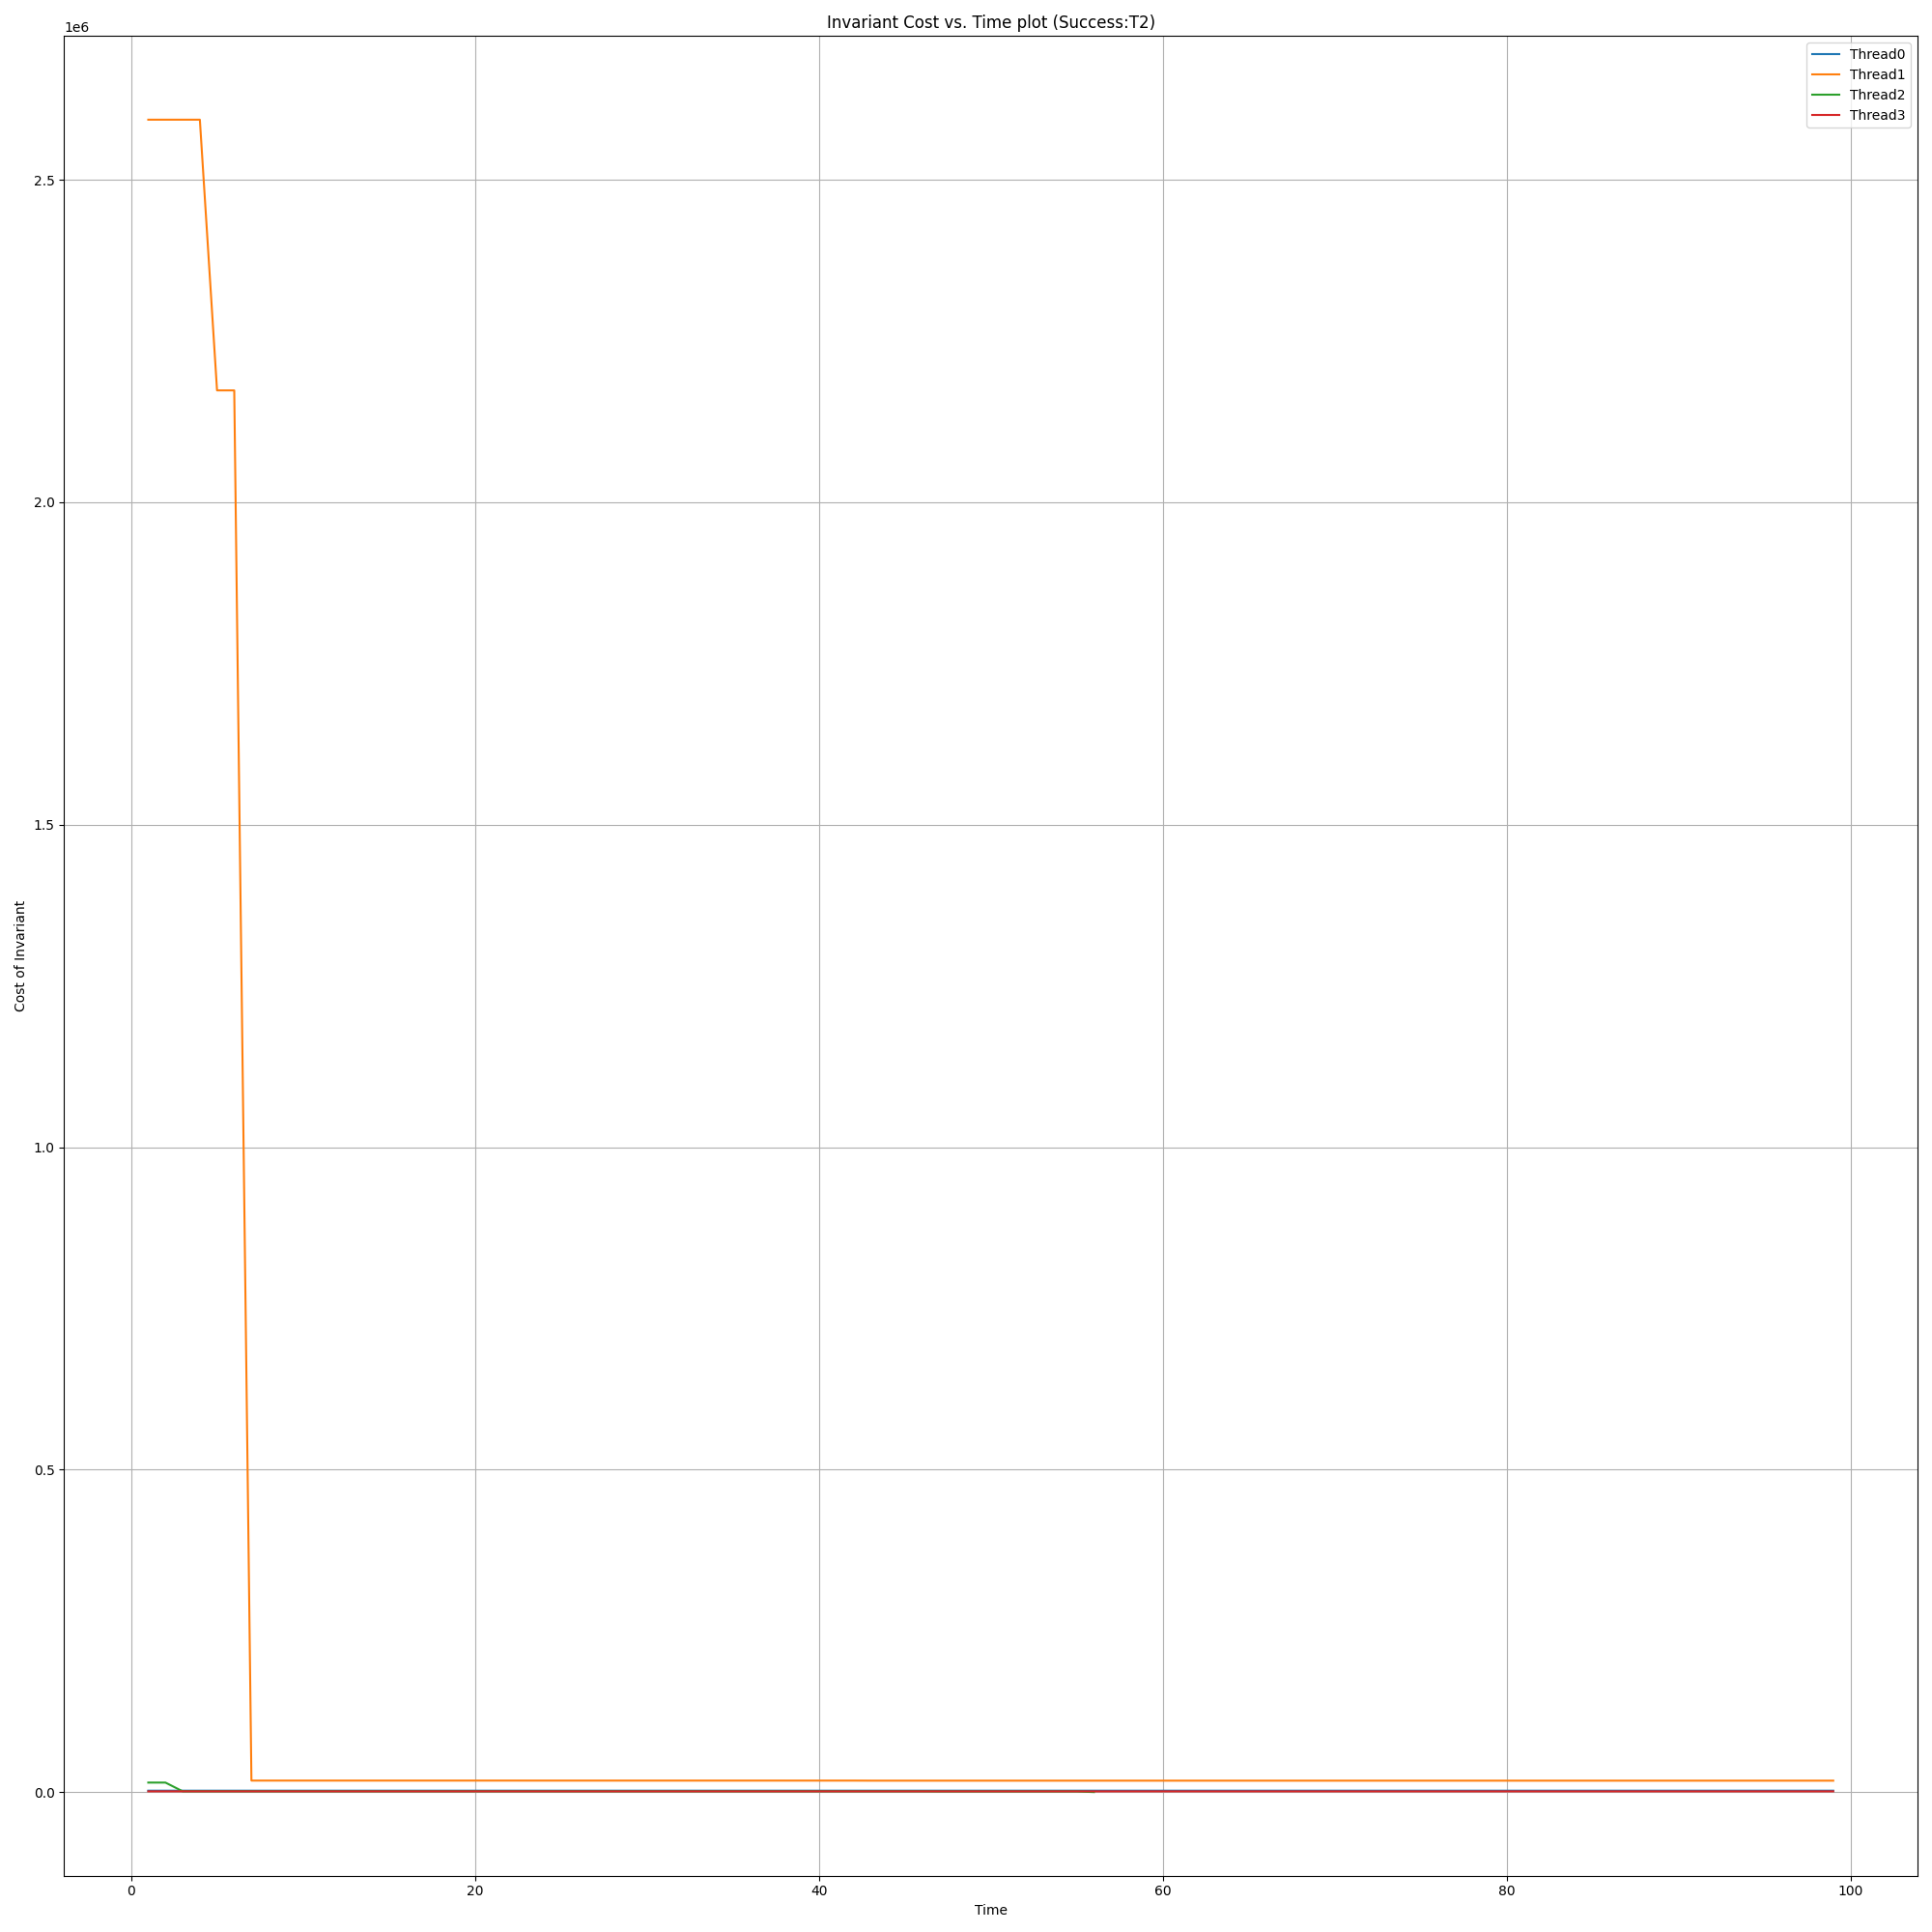 Invariant Cost vs. Time plot (Success:T2)
1e6
Thread0
Thread1
Thread2
Thread3
2.5
2.0
1.5
1.0
0.5
0.0
Cost of Invariant
0 20 40 60 80 100
Time